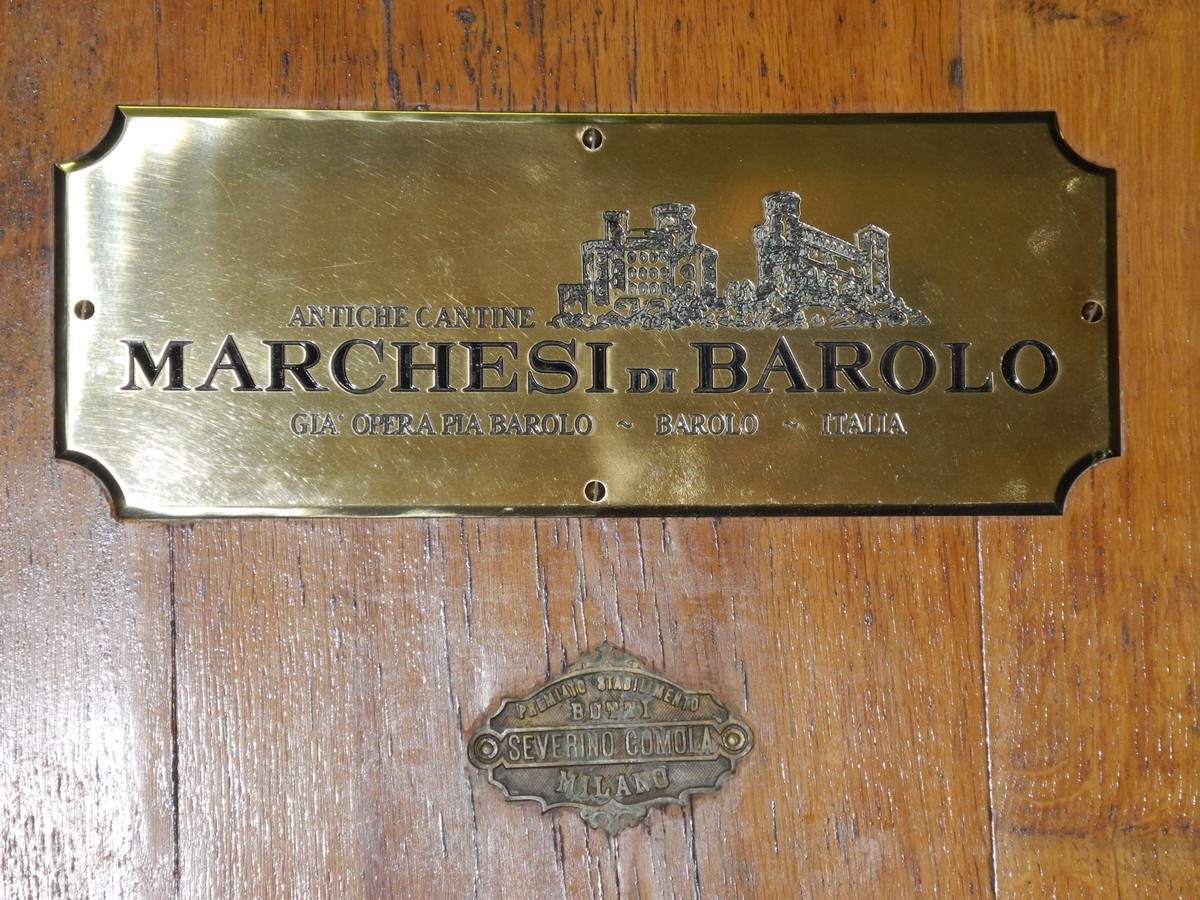 ANTICHE CANTINE
MARCHESI DI BAROLO
GIA' OPERA PIA BAROLO ~ BAROLO ~ ITALIA
PREMIATO STABILIMENTO
BOTTI
SEVERINO COMOLA
MILANO